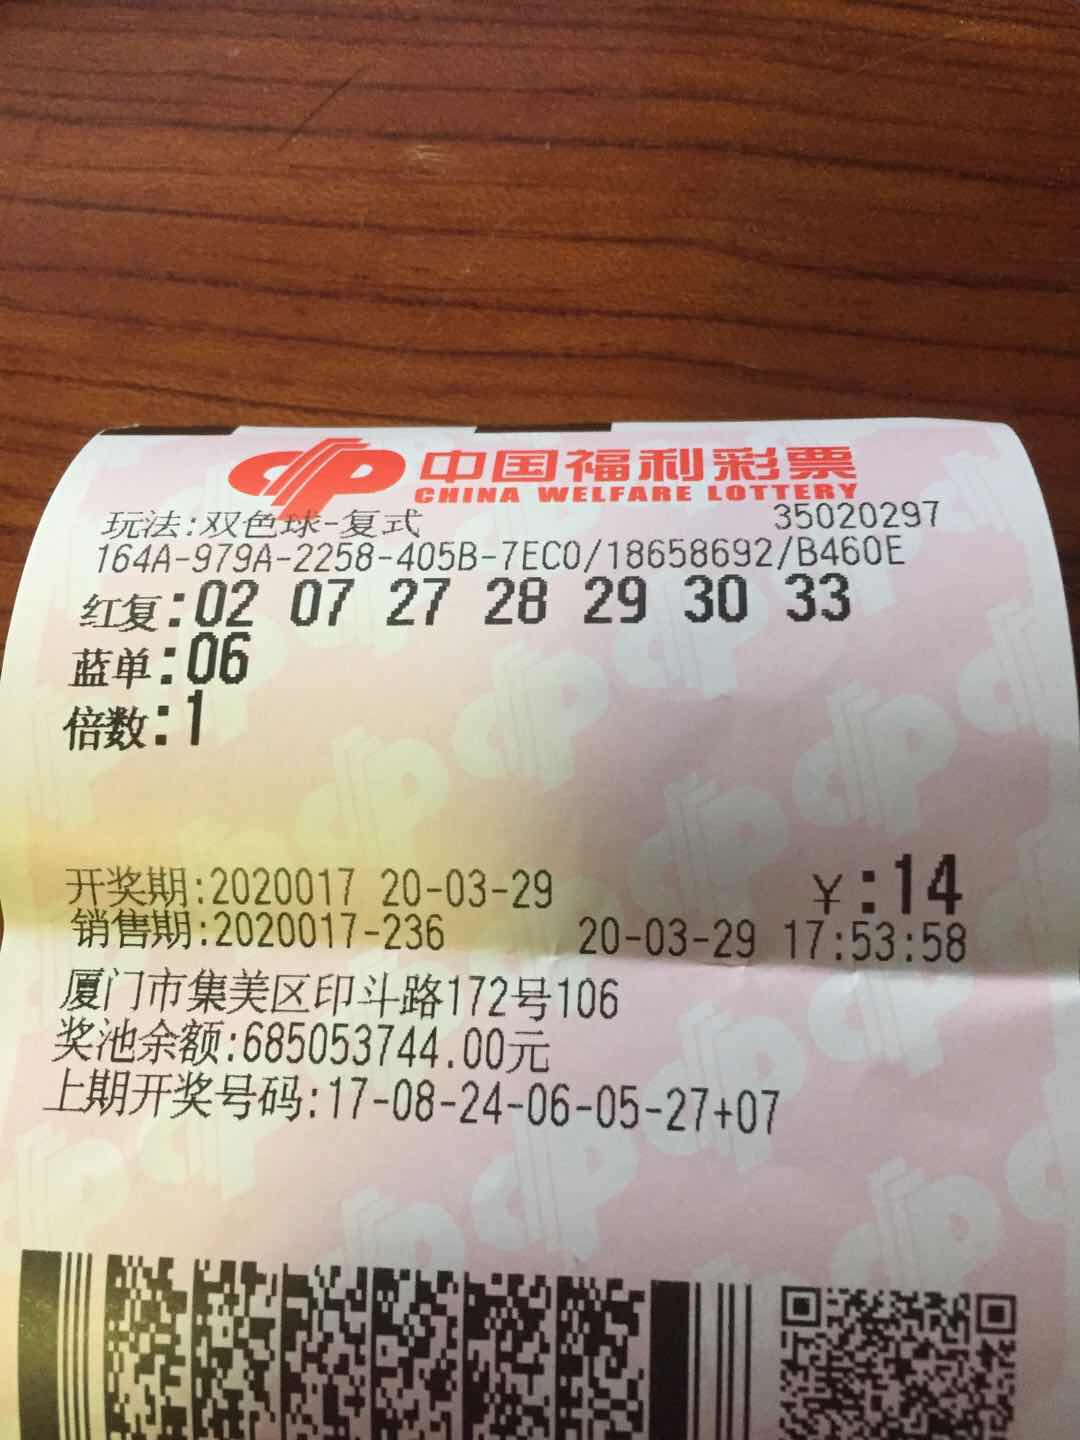 中国福利彩票
CHINA WELFARE LOTTERY
玩法:双色球-复式 35020297
164A-979A-2258-405B-7EC0/18658692/B460E
红复:02 07 27 28 29 30 33
蓝单:06
倍数:1
开奖期:2020017 20-03-29 ¥:14
销售期:2020017-236 20-03-29 17:53:58
厦门市集美区印斗路172号106
奖池余额:685053744.00元
上期开奖号码:17-08-24-06-05-27+07